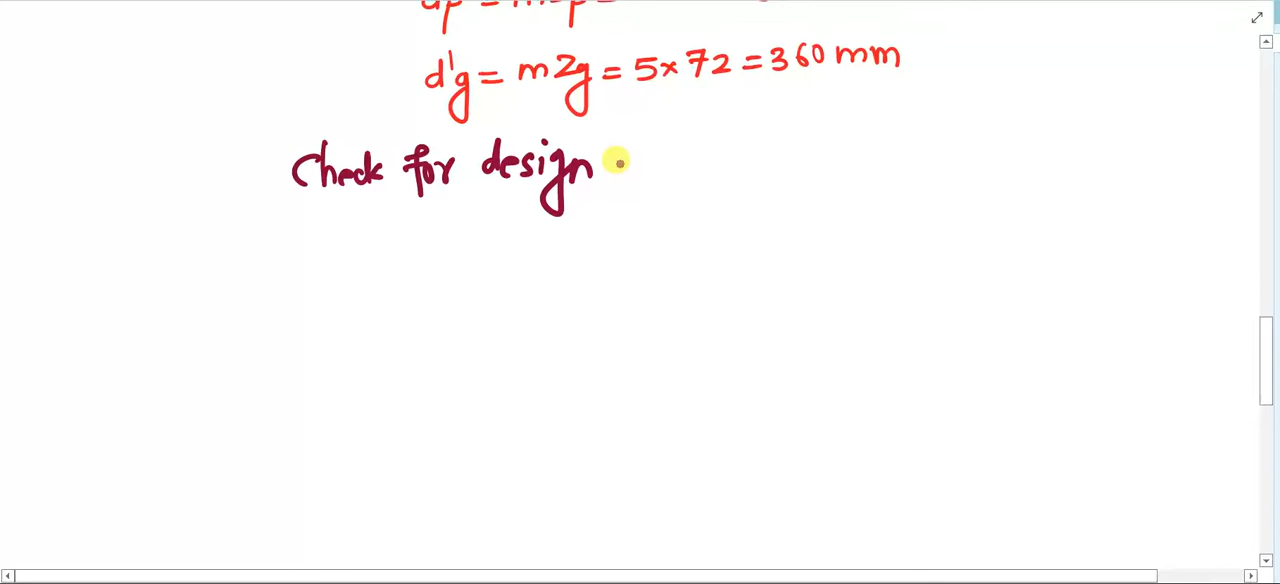 d'g = mZg = 5×72 = 360 mm
Check for design